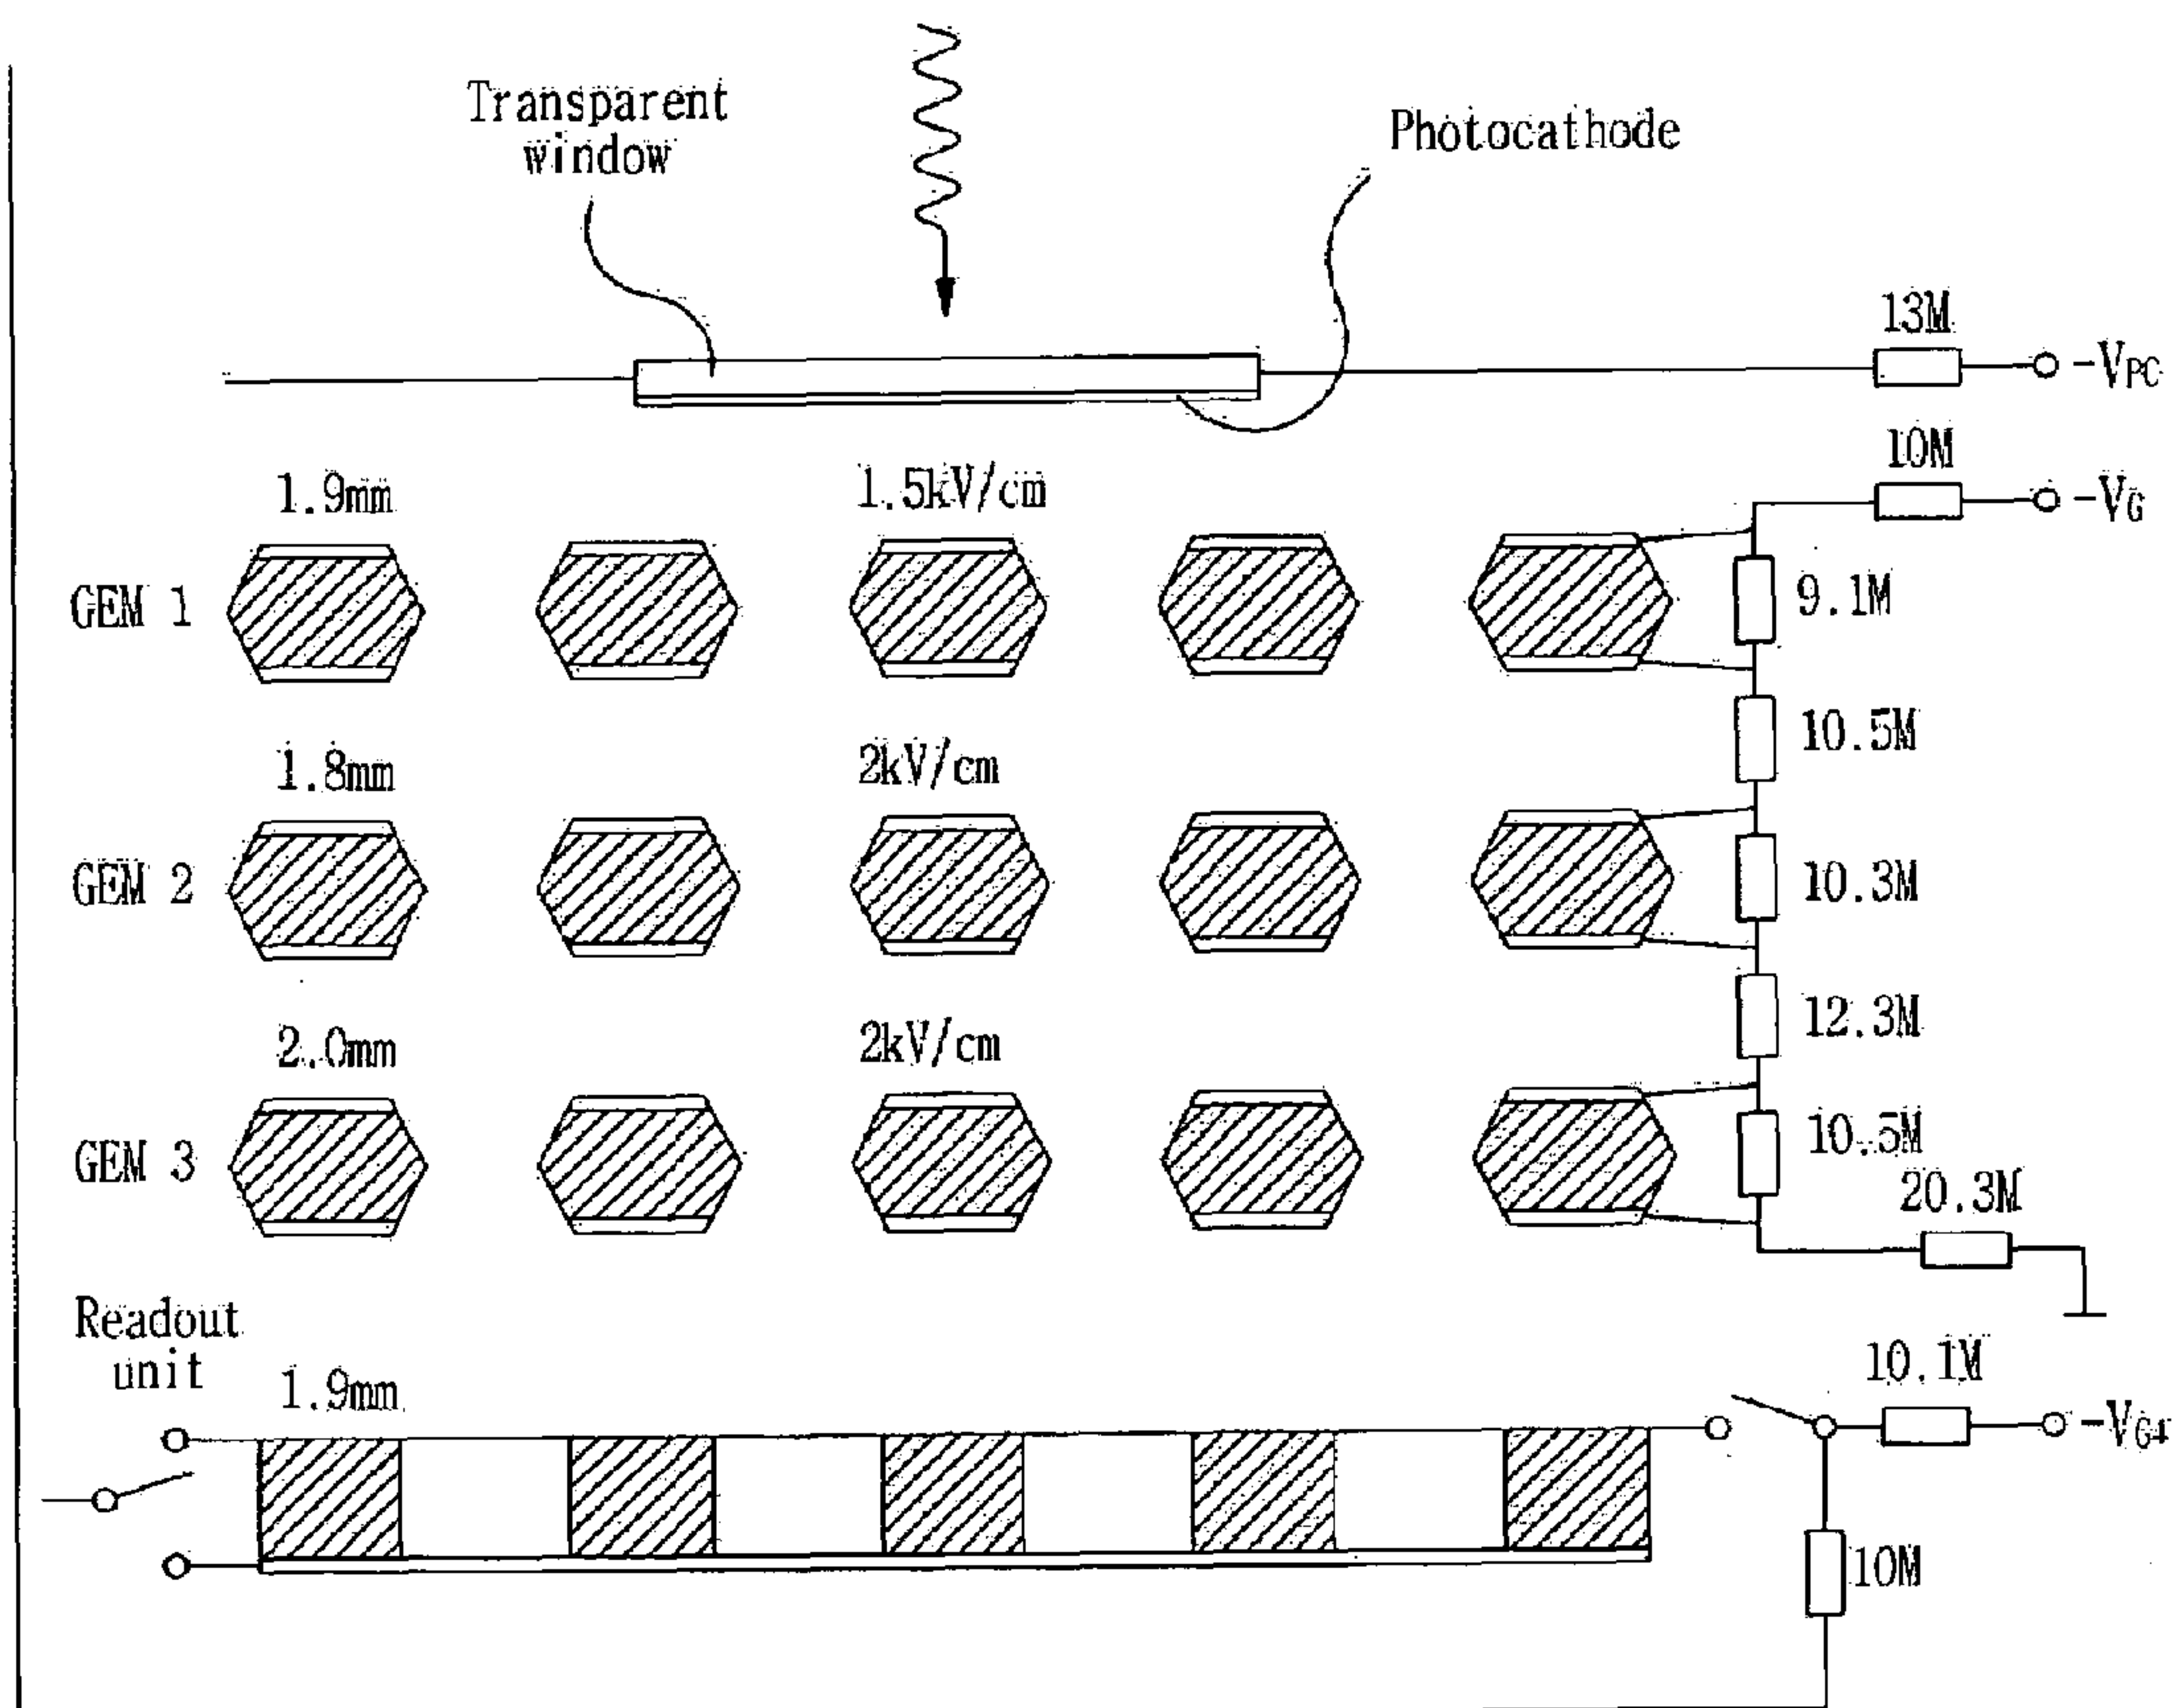 Transparent
window
Photocathode
13M
-VPC
10M
-VG
1.9mm
1.5kV/cm
GEM 1
9.1M
10.5M
1.8mm
2kV/cm
GEM 2
10.3M
12.3M
2.0mm
2kV/cm
GEM 3
10.5M
20.3M
Readout
unit
1.9mm
10.1M
-VG4
10M